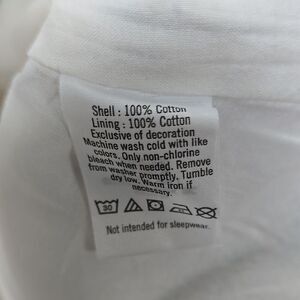 Shell : 100% Cotton
Lining : 100% Cotton
Exclusive of decoration
Machine wash cold with like
colors. Only non-chlorine
bleach when needed. Remove
from washer promptly. Tumble
dry low. Warm iron if
necessary.
30
Not intended for sleepwear.